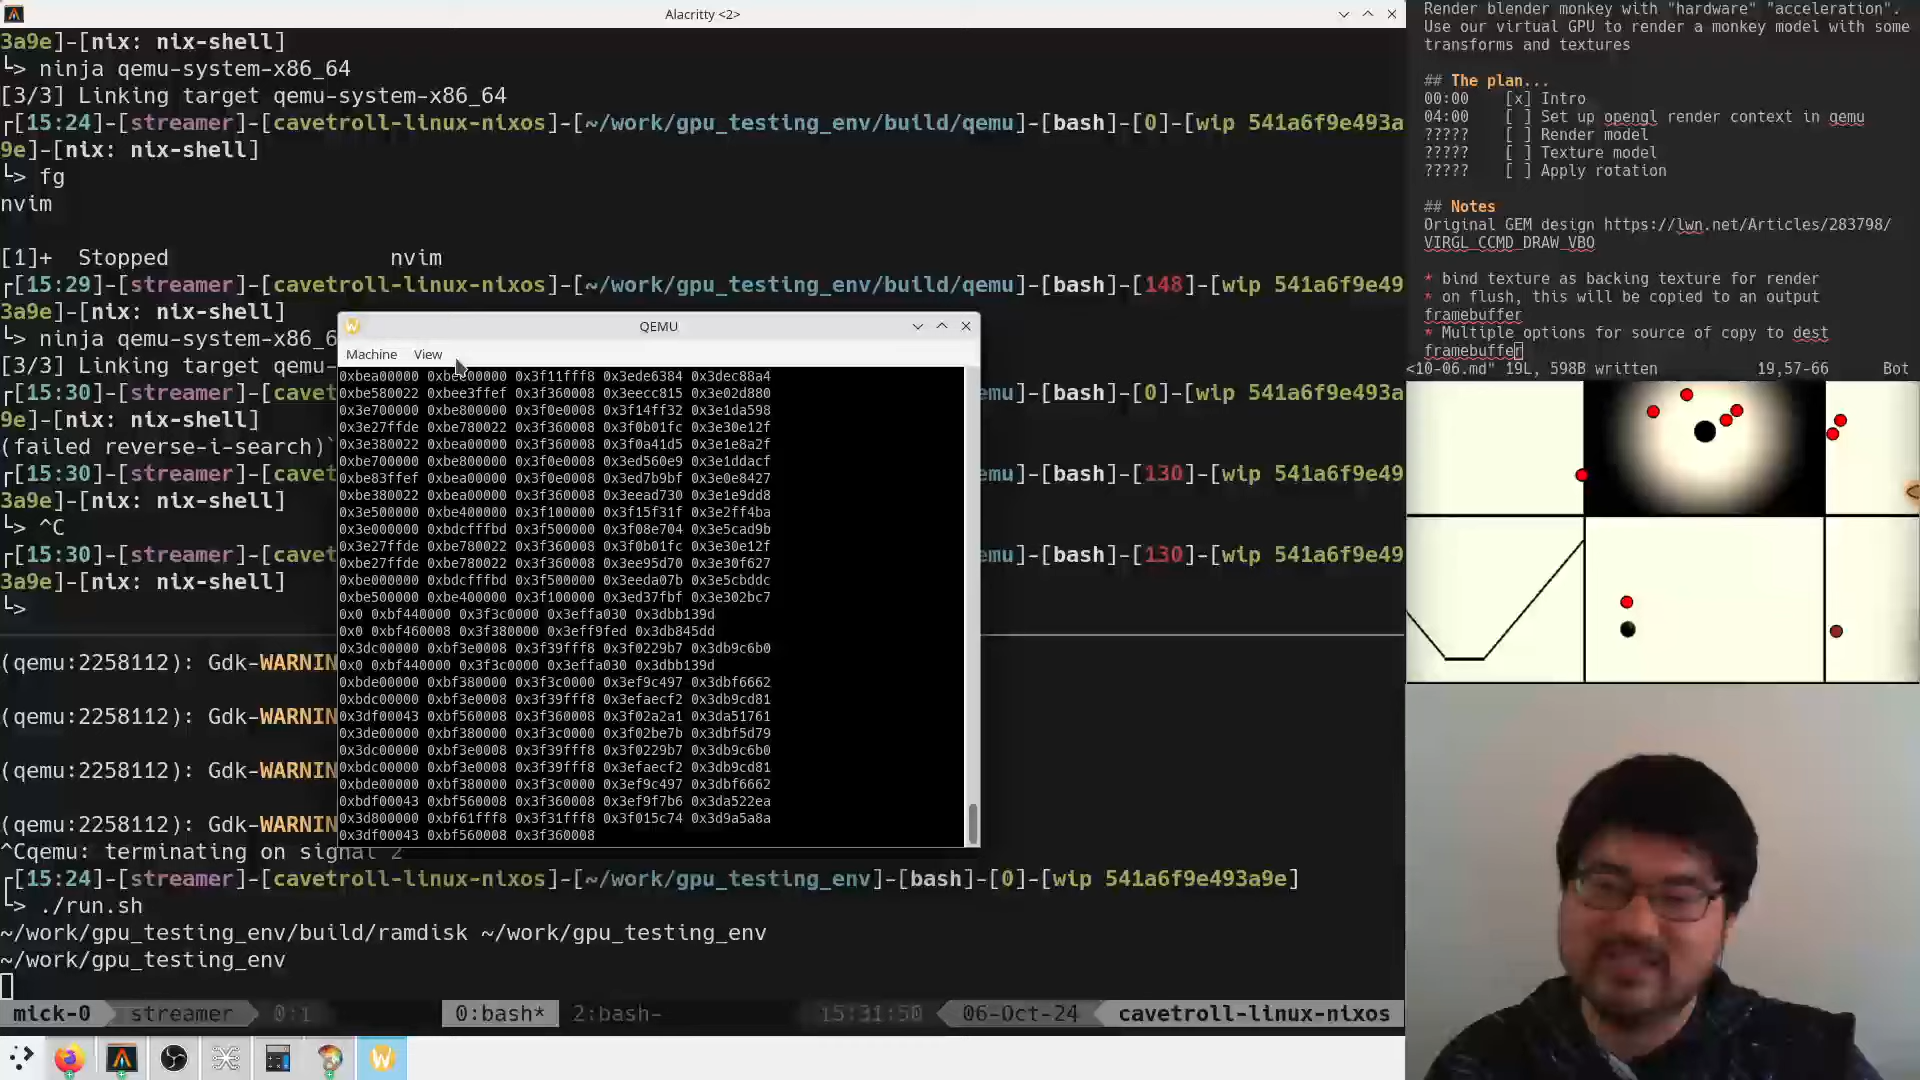 Alacritty <2>
3a9e]-[nix: nix-shell]
└> ninja qemu-system-x86_64
[3/3] Linking target qemu-system-x86_64
┌[15:24]-[streamer]-[cavetroll-linux-nixos]-[~/work/gpu_testing_env/build/qemu]-[bash]-[0]-[wip 541a6f9e493a
9e]-[nix: nix-shell]
└> fg
nvim
[1]+  Stopped                 nvim
┌[15:29]-[streamer]-[cavetroll-linux-nixos]-[~/work/gpu_testing_env/build/qemu]-[bash]-[148]-[wip 541a6f9e49
3a9e]-[nix: nix-shell]
└> ninja qemu-system-x86_6
[3/3] Linking target qemu-
┌[15:30]-[streamer]-[cavet
emu]-[bash]-[0]-[wip 541a6f9e493a
9e]-[nix: nix-shell]
(failed reverse-i-search)`
┌[15:30]-[streamer]-[cavet
emu]-[bash]-[130]-[wip 541a6f9e49
3a9e]-[nix: nix-shell]
└> ^C
┌[15:30]-[streamer]-[cavet
emu]-[bash]-[130]-[wip 541a6f9e49
3a9e]-[nix: nix-shell]
└>
(qemu:2258112): Gdk-WARNIN
(qemu:2258112): Gdk-WARNIN
(qemu:2258112): Gdk-WARNIN
(qemu:2258112): Gdk-WARNIN
^Cqemu: terminating on signal 2
┌[15:24]-[streamer]-[cavetroll-linux-nixos]-[~/work/gpu_testing_env]-[bash]-[0]-[wip 541a6f9e493a9e]
└> ./run.sh
~/work/gpu_testing_env/build/ramdisk ~/work/gpu_testing_env
~/work/gpu_testing_env
mick-0 streamer 0:1 0:bash* 2:bash- 15:31:50 06-Oct-24 cavetroll-linux-nixos
QEMU
Machine View
0xbea00000 0x3f11fff8 0x3ede6384 0x3dec88a4
0xbe580022 0xbee3ffef 0x3f360008 0x3eecc815 0x3e02d880
0x3e700000 0xbe800000 0x3f0e0008 0x3f14ff32 0x3e1da598
0x3e27ffde 0xbe780022 0x3f360008 0x3f0b01fc 0x3e30e12f
0x3e380022 0xbea00000 0x3f360008 0x3f0a41d5 0x3e1e8a2f
0xbe700000 0xbe800000 0x3f0e0008 0x3ed560e9 0x3e1ddacf
0xbe83ffef 0xbea00000 0x3f0e0008 0x3ed7b9bf 0x3e0e8427
0xbe380022 0xbea00000 0x3f360008 0x3eead730 0x3e1e9dd8
0x3e500000 0xbe400000 0x3f100000 0x3f15f31f 0x3e2ff4ba
0x3e000000 0xbdcfffbd 0x3f500000 0x3f08e704 0x3e5cad9b
0x3e27ffde 0xbe780022 0x3f360008 0x3f0b01fc 0x3e30e12f
0xbe27ffde 0xbe780022 0x3f360008 0x3ee95d70 0x3e30f627
0xbe000000 0xbdcfffbd 0x3f500000 0x3eeda07b 0x3e5cbddc
0xbe500000 0xbe400000 0x3f100000 0x3ed37fbf 0x3e302bc7
0x0 0xbf440000 0x3f3c0000 0x3effa030 0x3dbb139d
0x0 0xbf460008 0x3f380000 0x3eff9fed 0x3db845dd
0x3dc00000 0xbf3e0008 0x3f39fff8 0x3f0229b7 0x3db9c6b0
0x0 0xbf440000 0x3f3c0000 0x3effa030 0x3dbb139d
0xbde00000 0xbf380000 0x3f3c0000 0x3ef9c497 0x3dbf6662
0xbdc00000 0xbf3e0008 0x3f39fff8 0x3efaecf2 0x3db9cd81
0x3df00043 0xbf560008 0x3f360008 0x3f02a2a1 0x3da51761
0x3de00000 0xbf380000 0x3f3c0000 0x3f02be7b 0x3dbf5d79
0x3dc00000 0xbf3e0008 0x3f39fff8 0x3f0229b7 0x3db9c6b0
0xbdc00000 0xbf3e0008 0x3f39fff8 0x3efaecf2 0x3db9cd81
0xbde00000 0xbf380000 0x3f3c0000 0x3ef9c497 0x3dbf6662
0xbdf00043 0xbf560008 0x3f360008 0x3ef9f7b6 0x3da522ea
0x3d800000 0xbf61fff8 0x3f31fff8 0x3f015c74 0x3d9a5a8a
0x3df00043 0xbf560008 0x3f360008
Render blender monkey with "hardware" "acceleration".
Use our virtual GPU to render a monkey model with some
transforms and textures
## The plan...
00:00    [x] Intro
04:00    [ ] Set up opengl render context in qemu
?????    [ ] Render model
?????    [ ] Texture model
?????    [ ] Apply rotation
## Notes
Original GEM design https://lwn.net/Articles/283798/
VIRGL_CCMD_DRAW_VBO
* bind texture as backing texture for render
* on flush, this will be copied to an output
framebuffer
* Multiple options for source of copy to dest
framebuffer
<10-06.md" 19L, 598B written    19,57-66    Bot